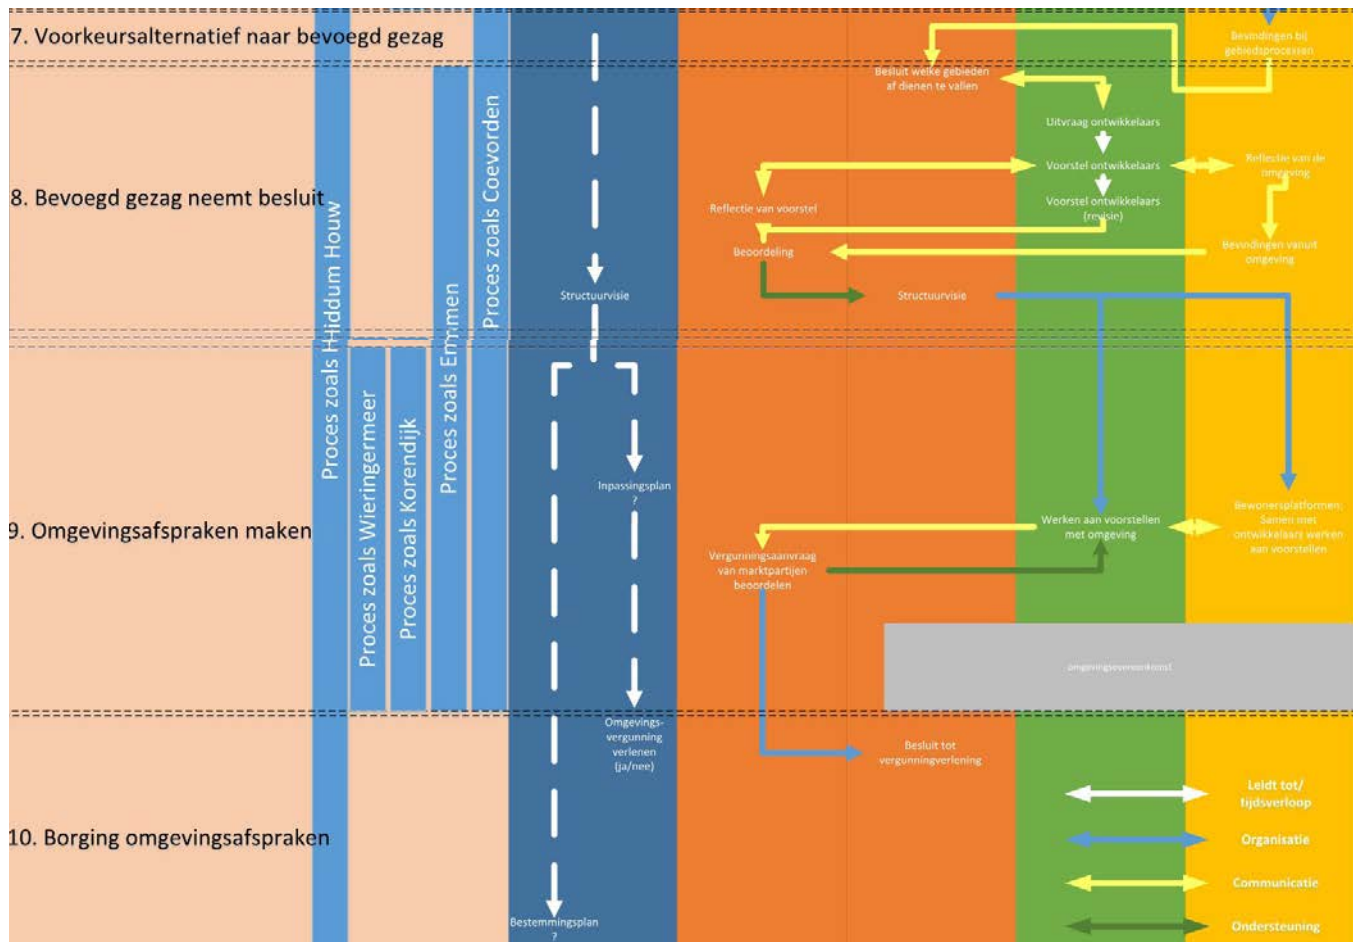 7. Voorkeursalternatief naar bevoegd gezag
8. Bevoegd gezag neemt besluit
9. Omgevingsafspraken maken
10. Borging omgevingsafspraken
Proces zoals Hiddum Houw
Proces zoals Wieringermeer
Proces zoals Korendijk
Proces zoals Emmen
Proces zoals Coevorden
Structuurvisie
Inpassingsplan
?
Omgevings-
vergunning
verlenen
(ja/nee)
Bestemmingsplan
?
Bevindingen bij
gebiedsprocessen
Besluit welke gebieden
af dienen te vallen
Uitvraag ontwikkelaars
Voorstel ontwikkelaars
Reflectie van de
omgeving
Voorstel ontwikkelaars
(revisie)
Reflectie van voorstel
Beoordeling
Bevindingen vanuit
omgeving
Structuurvisie
Werken aan voorstellen
met omgeving
Bewonersplatformen;
Samen met
ontwikkelaars werken
aan voorstellen
Vergunningsaanvraag
van marktpartijen
beoordelen
omgevingsovereenkomst
Besluit tot
vergunningverlening
Leidt tot/
tijdsverloop
Organisatie
Communicatie
Ondersteuning